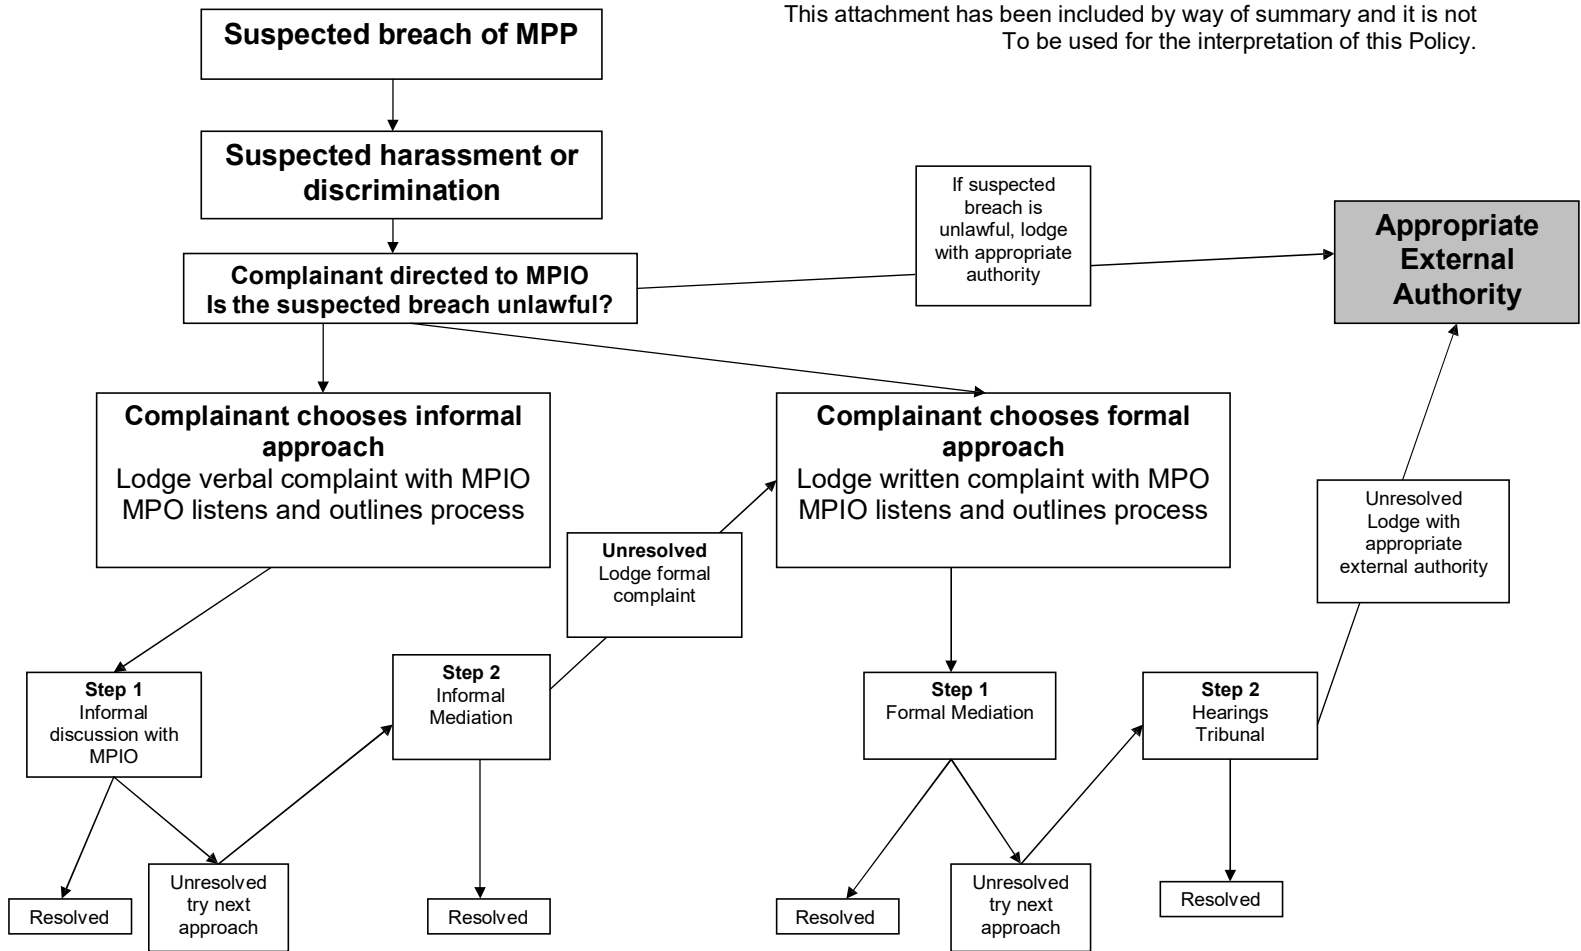 This attachment has been included by way of summary and it is not
To be used for the interpretation of this Policy.
Suspected breach of MPP
Suspected harassment or
discrimination
If suspected
breach is
unlawful, lodge
with appropriate
authority
Appropriate
External
Authority
Complainant directed to MPIO
Is the suspected breach unlawful?
Complainant chooses informal
approach
Lodge verbal complaint with MPIO
MPO listens and outlines process
Complainant chooses formal
approach
Lodge written complaint with MPO
MPIO listens and outlines process
Unresolved
Lodge formal
complaint
Unresolved
Lodge with
appropriate
external authority
Step 1
Informal
discussion with
MPIO
Step 2
Informal
Mediation
Step 1
Formal Mediation
Step 2
Hearings
Tribunal
Resolved
Unresolved
try next
approach
Resolved
Resolved
Unresolved
try next
approach
Resolved